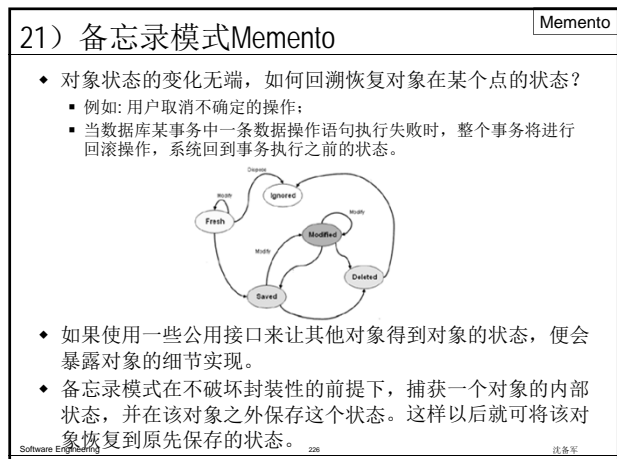 Memento
21）备忘录模式Memento
对象状态的变化无端，如何回溯恢复对象在某个点的状态？
例如: 用户取消不确定的操作；
当数据库某事务中一条数据操作语句执行失败时，整个事务将进行
回滚操作，系统回到事务执行之前的状态。
Dispose
Modify
Ignored
Fresh
Modify
Modified
Modify
Deleted
Saved
如果使用一些公用接口来让其他对象得到对象的状态，便会
暴露对象的细节实现。
备忘录模式在不破坏封装性的前提下，捕获一个对象的内部
状态，并在该对象之外保存这个状态。这样以后就可将该对
象恢复到原先保存的状态。
Software Engineering
226
沈备军